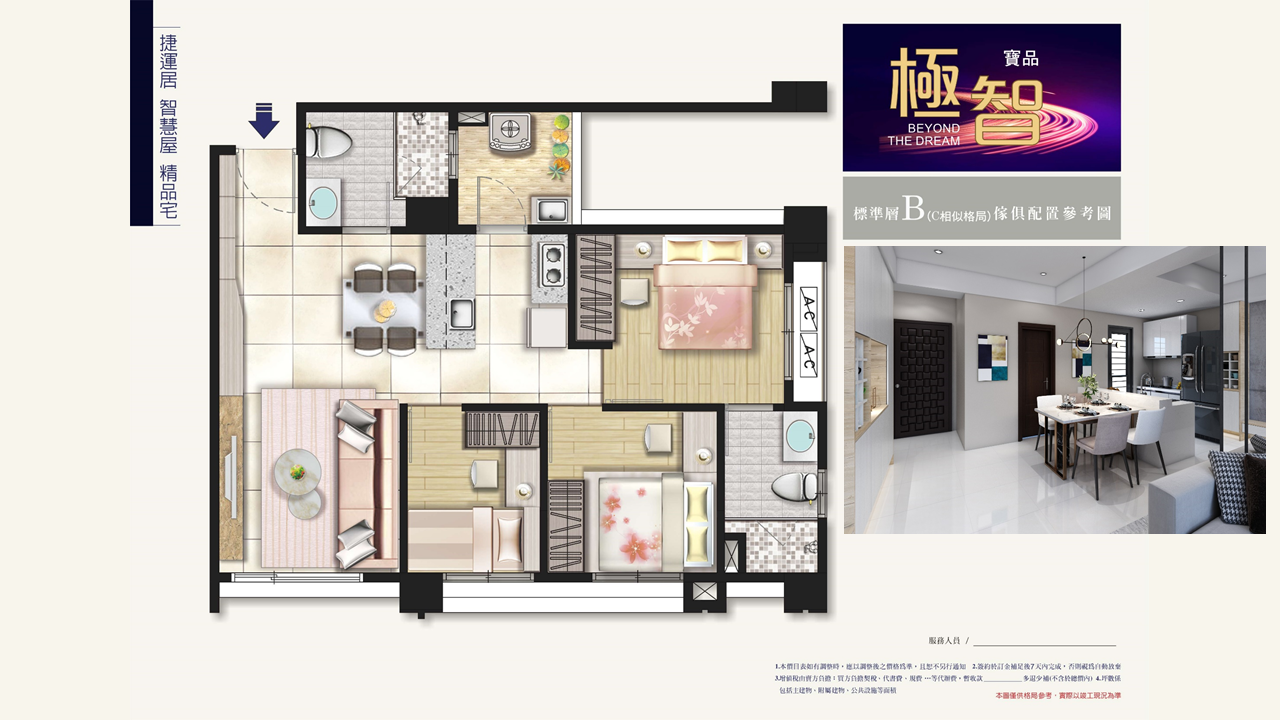 捷運居 智慧屋 精品宅
寶品
極智
BEYOND
THE DREAM
標準層B(C相似格局)傢俱配置參考圖
AC
AC
服務人員 /
1.本價目表如有調整時，應以調整後之價格為準，且恕不另行通知 2.簽約於訂金補足後7天內完成，否則視為自動放棄
3.增值稅由賣方負擔：買方負擔契稅、代書費、規費…等代辦費，暫收款 多退少補(不含於總價內) 4.坪數係
包括主建物、附屬建物、公共設施等面積
本圖僅供格局參考，實際以竣工現況為準